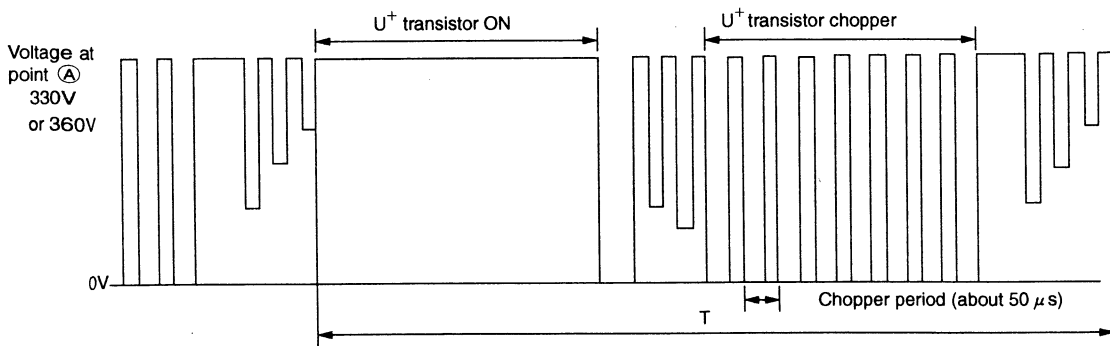 U+ transistor ON
U+ transistor chopper
Voltage at
point Ⓐ
330V
or 360V
0V
Chopper period (about 50 μs)
T